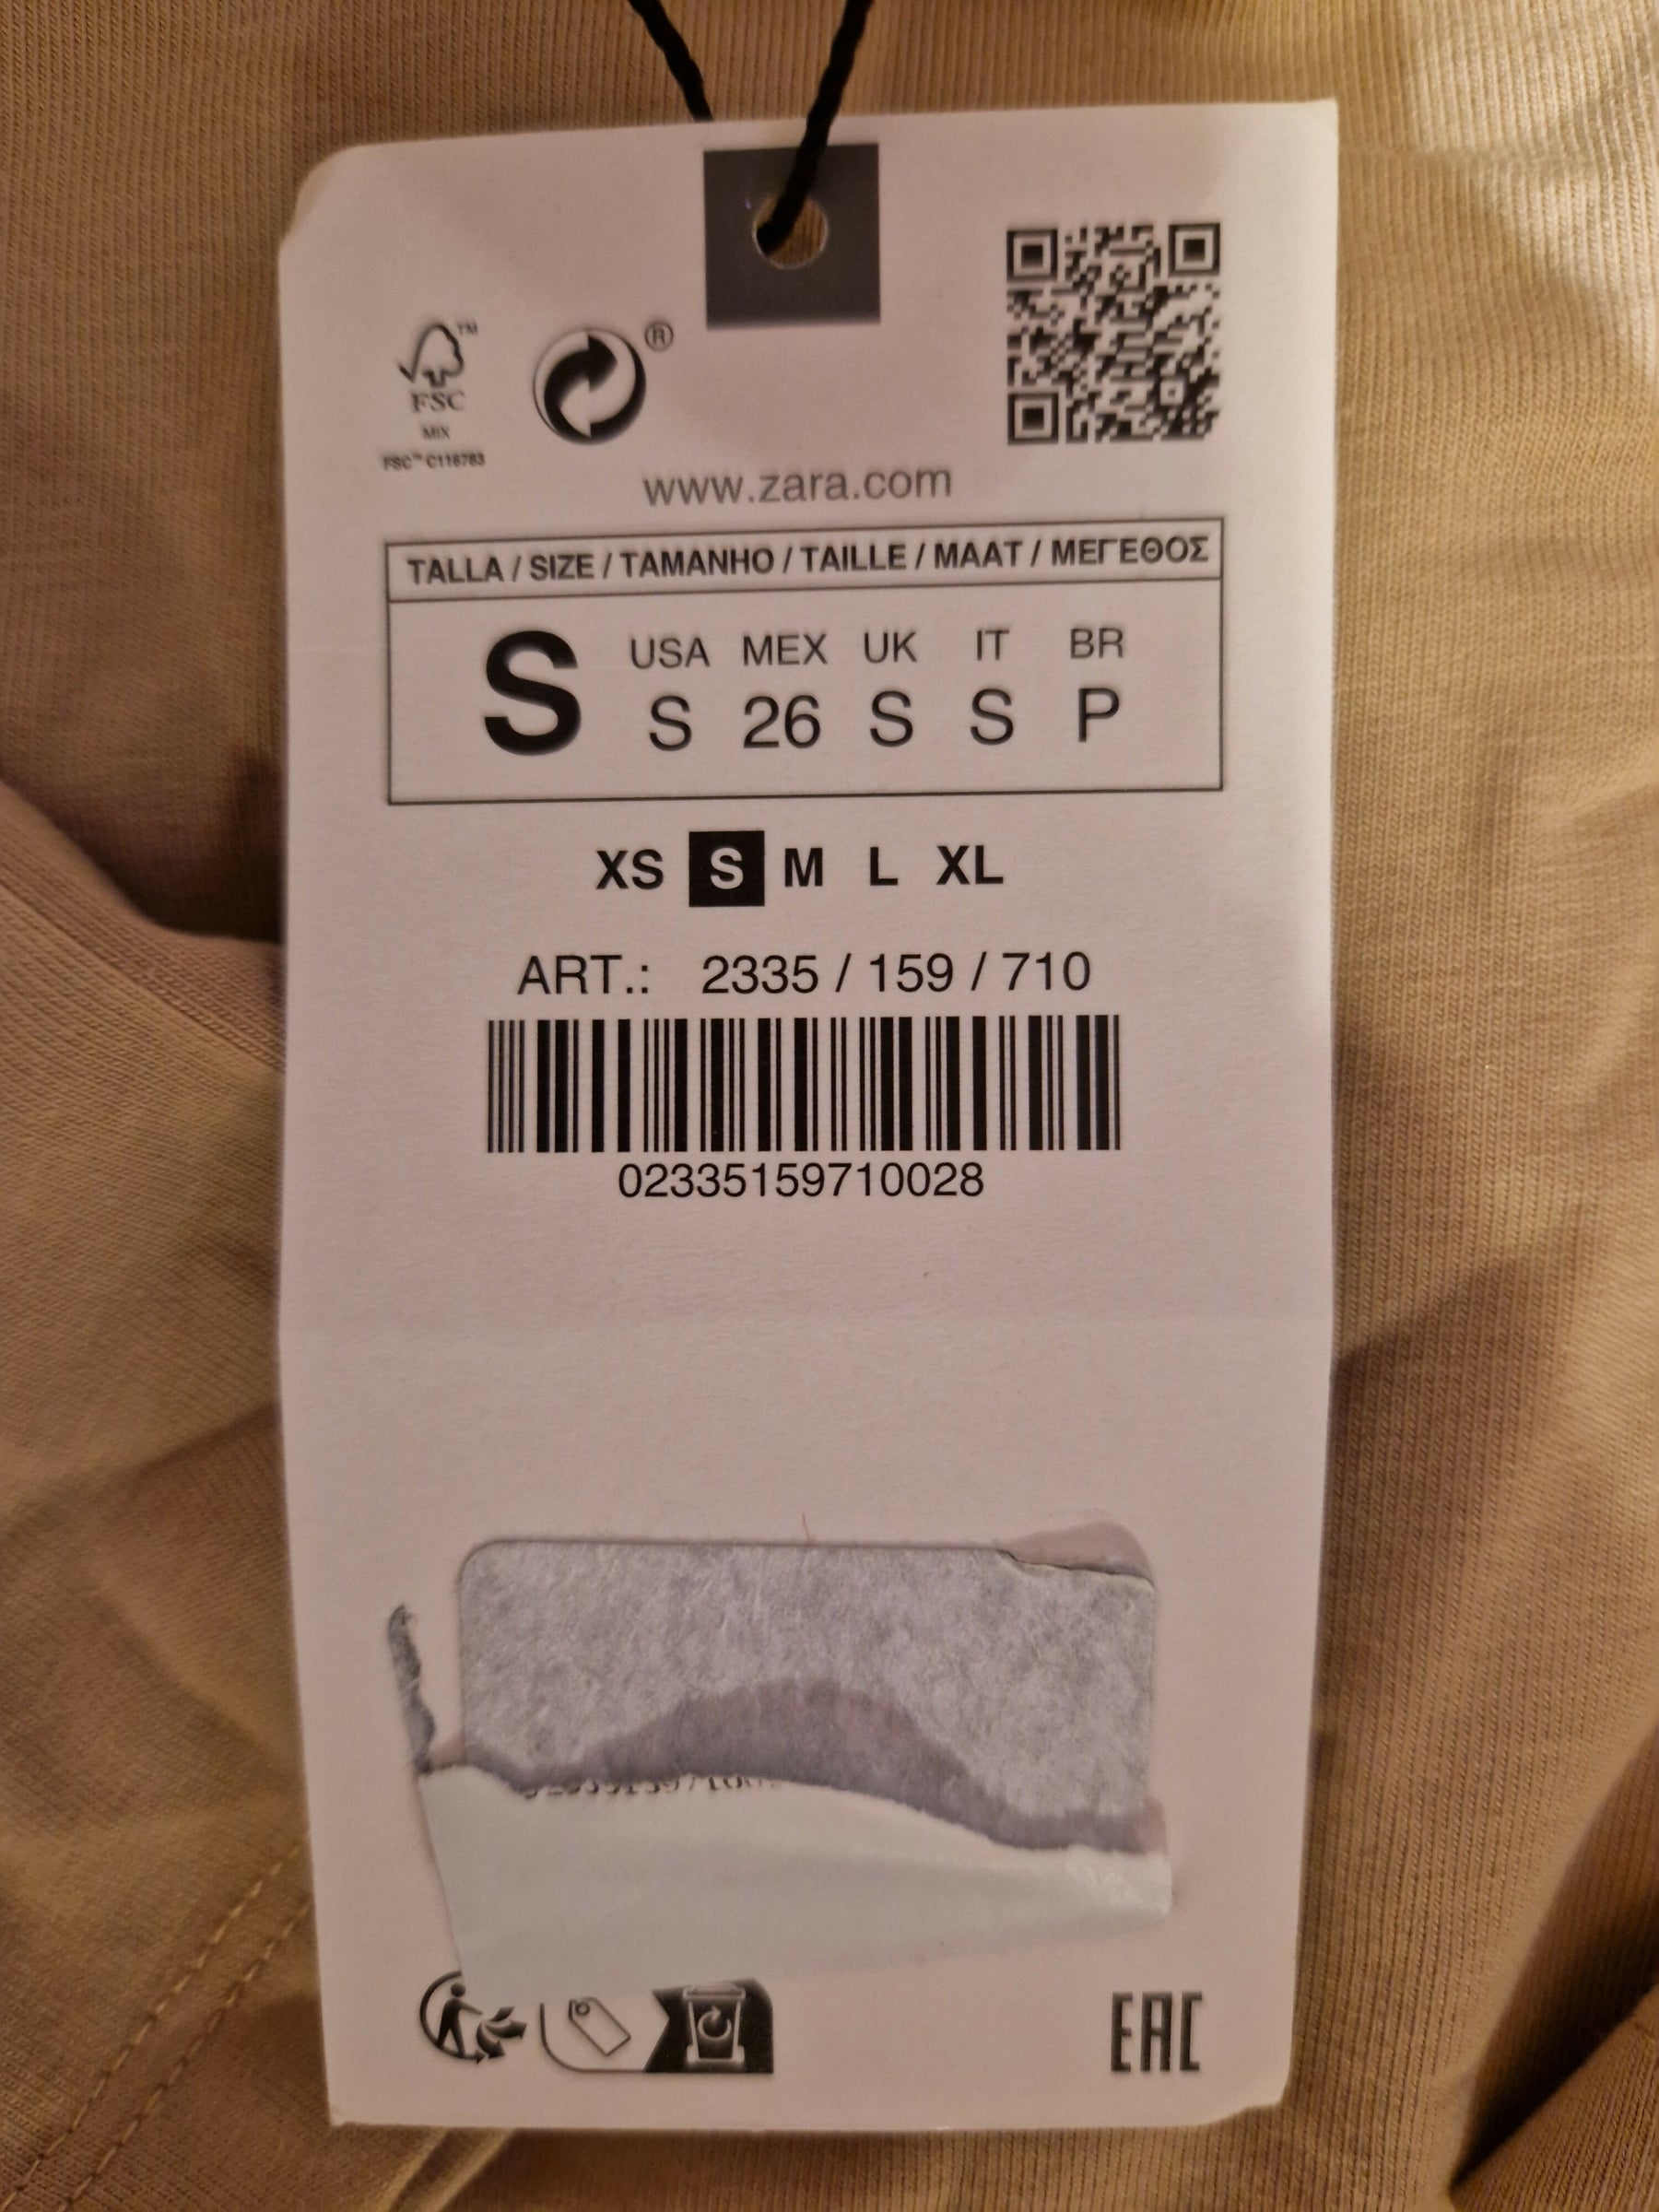 TM
FSC
MIX
FSC™ C116783
®
www.zara.com
TALLA / SIZE / TAMANHO / TAILLE / MAAT / ΜΕΓΕΘΟΣ
S USA MEX UK IT BR
S 26 S S P
XS S M L XL
ART.: 2335 / 159 / 710
02335159710028
EAC